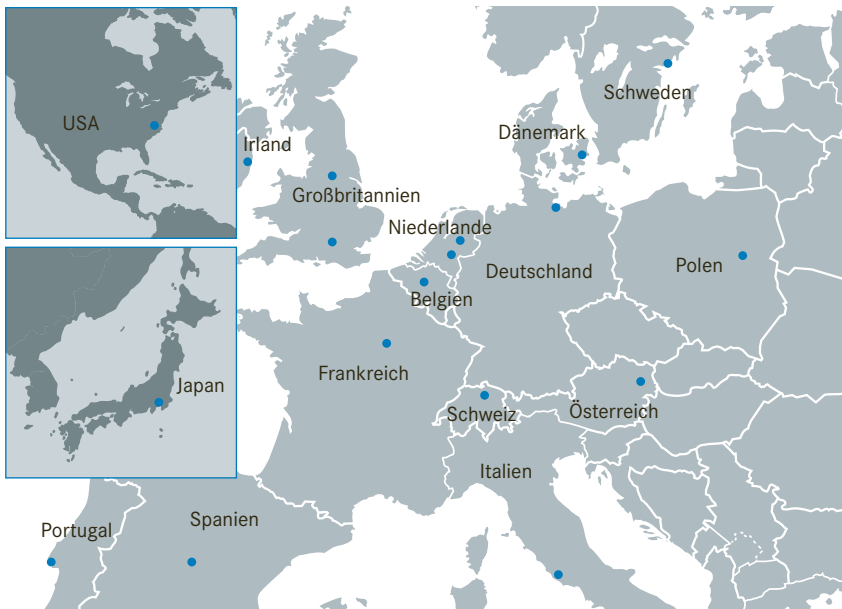 USA
Irland
Großbritannien
Schweden
Dänemark
Niederlande
Deutschland
Polen
Belgien
Japan
Frankreich
Schweiz
Österreich
Italien
Portugal
Spanien